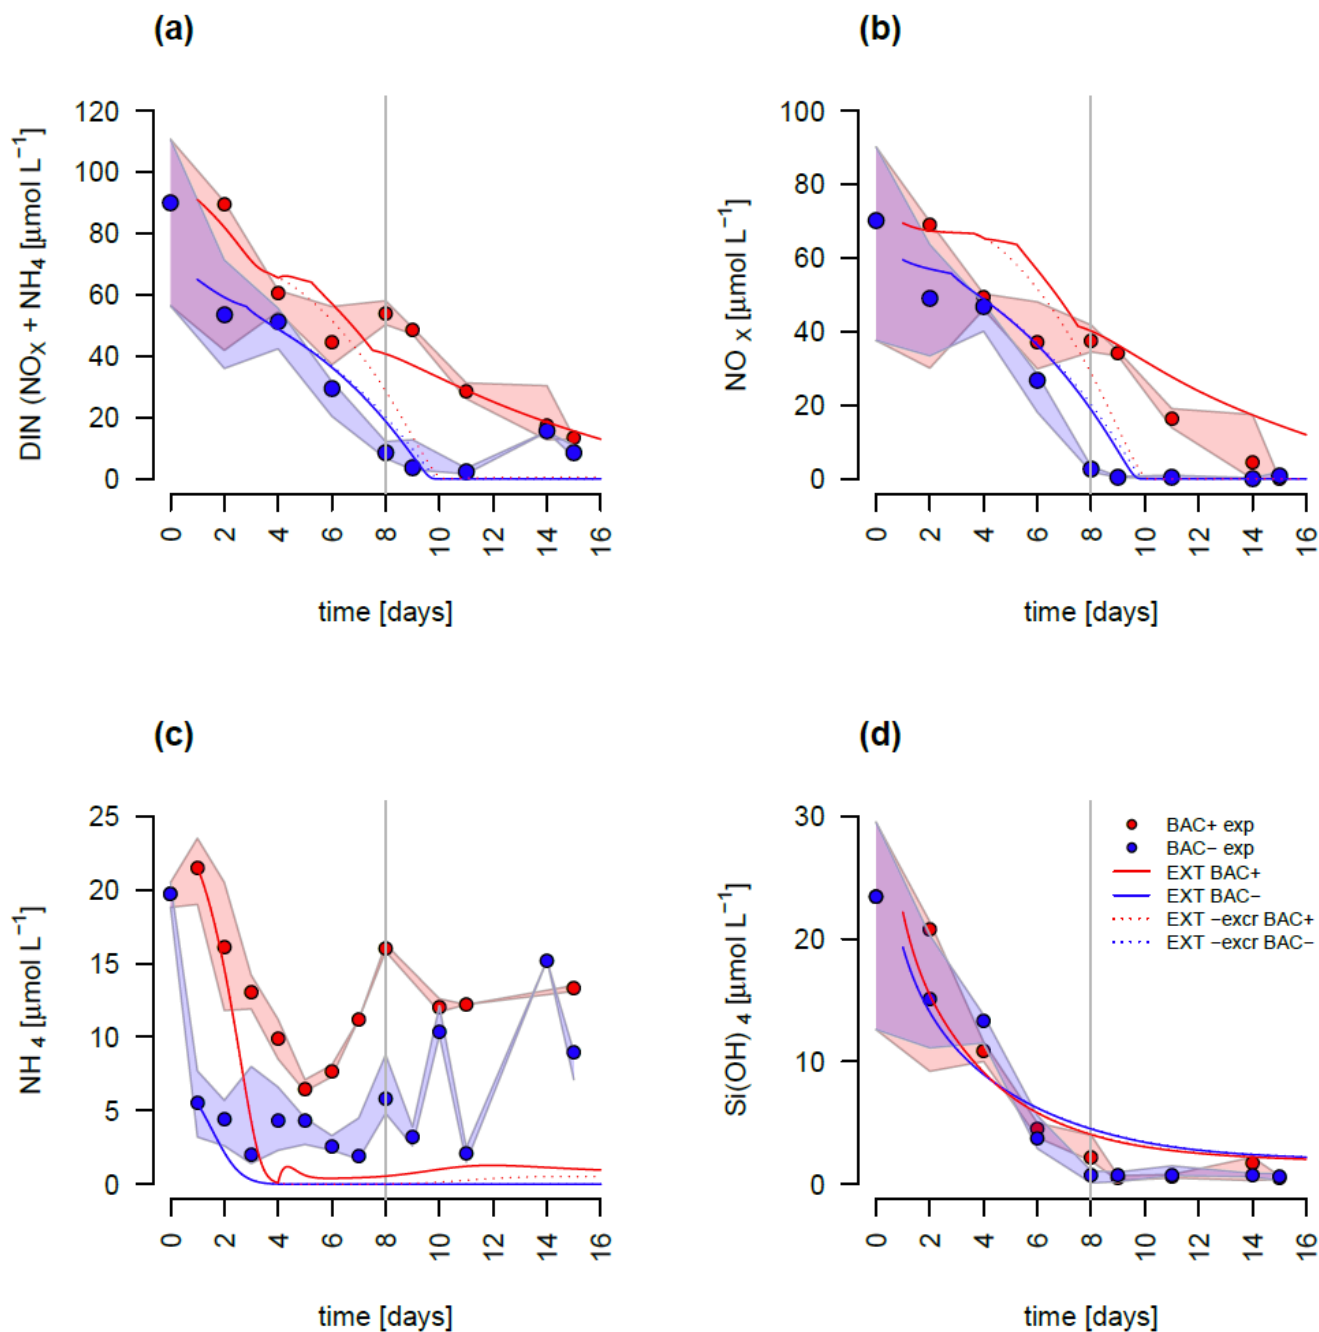 (a)
DIN (NOX + NH4 [µmol L−1]
120
100
80
60
40
20
0
0 2 4 6 8 10 12 14 16
time [days]
(b)
NO X [µmol L−1]
100
80
60
40
20
0
0 2 4 6 8 10 12 14 16
time [days]
(c)
NH 4 [µmol L−1]
25
20
15
10
5
0
0 2 4 6 8 10 12 14 16
time [days]
(d)
Si(OH) 4 [µmol L−1]
30
20
10
0
0 2 4 6 8 10 12 14 16
time [days]
BAC+ exp
BAC− exp
EXT BAC+
EXT BAC−
EXT −excr BAC+
EXT −excr BAC−